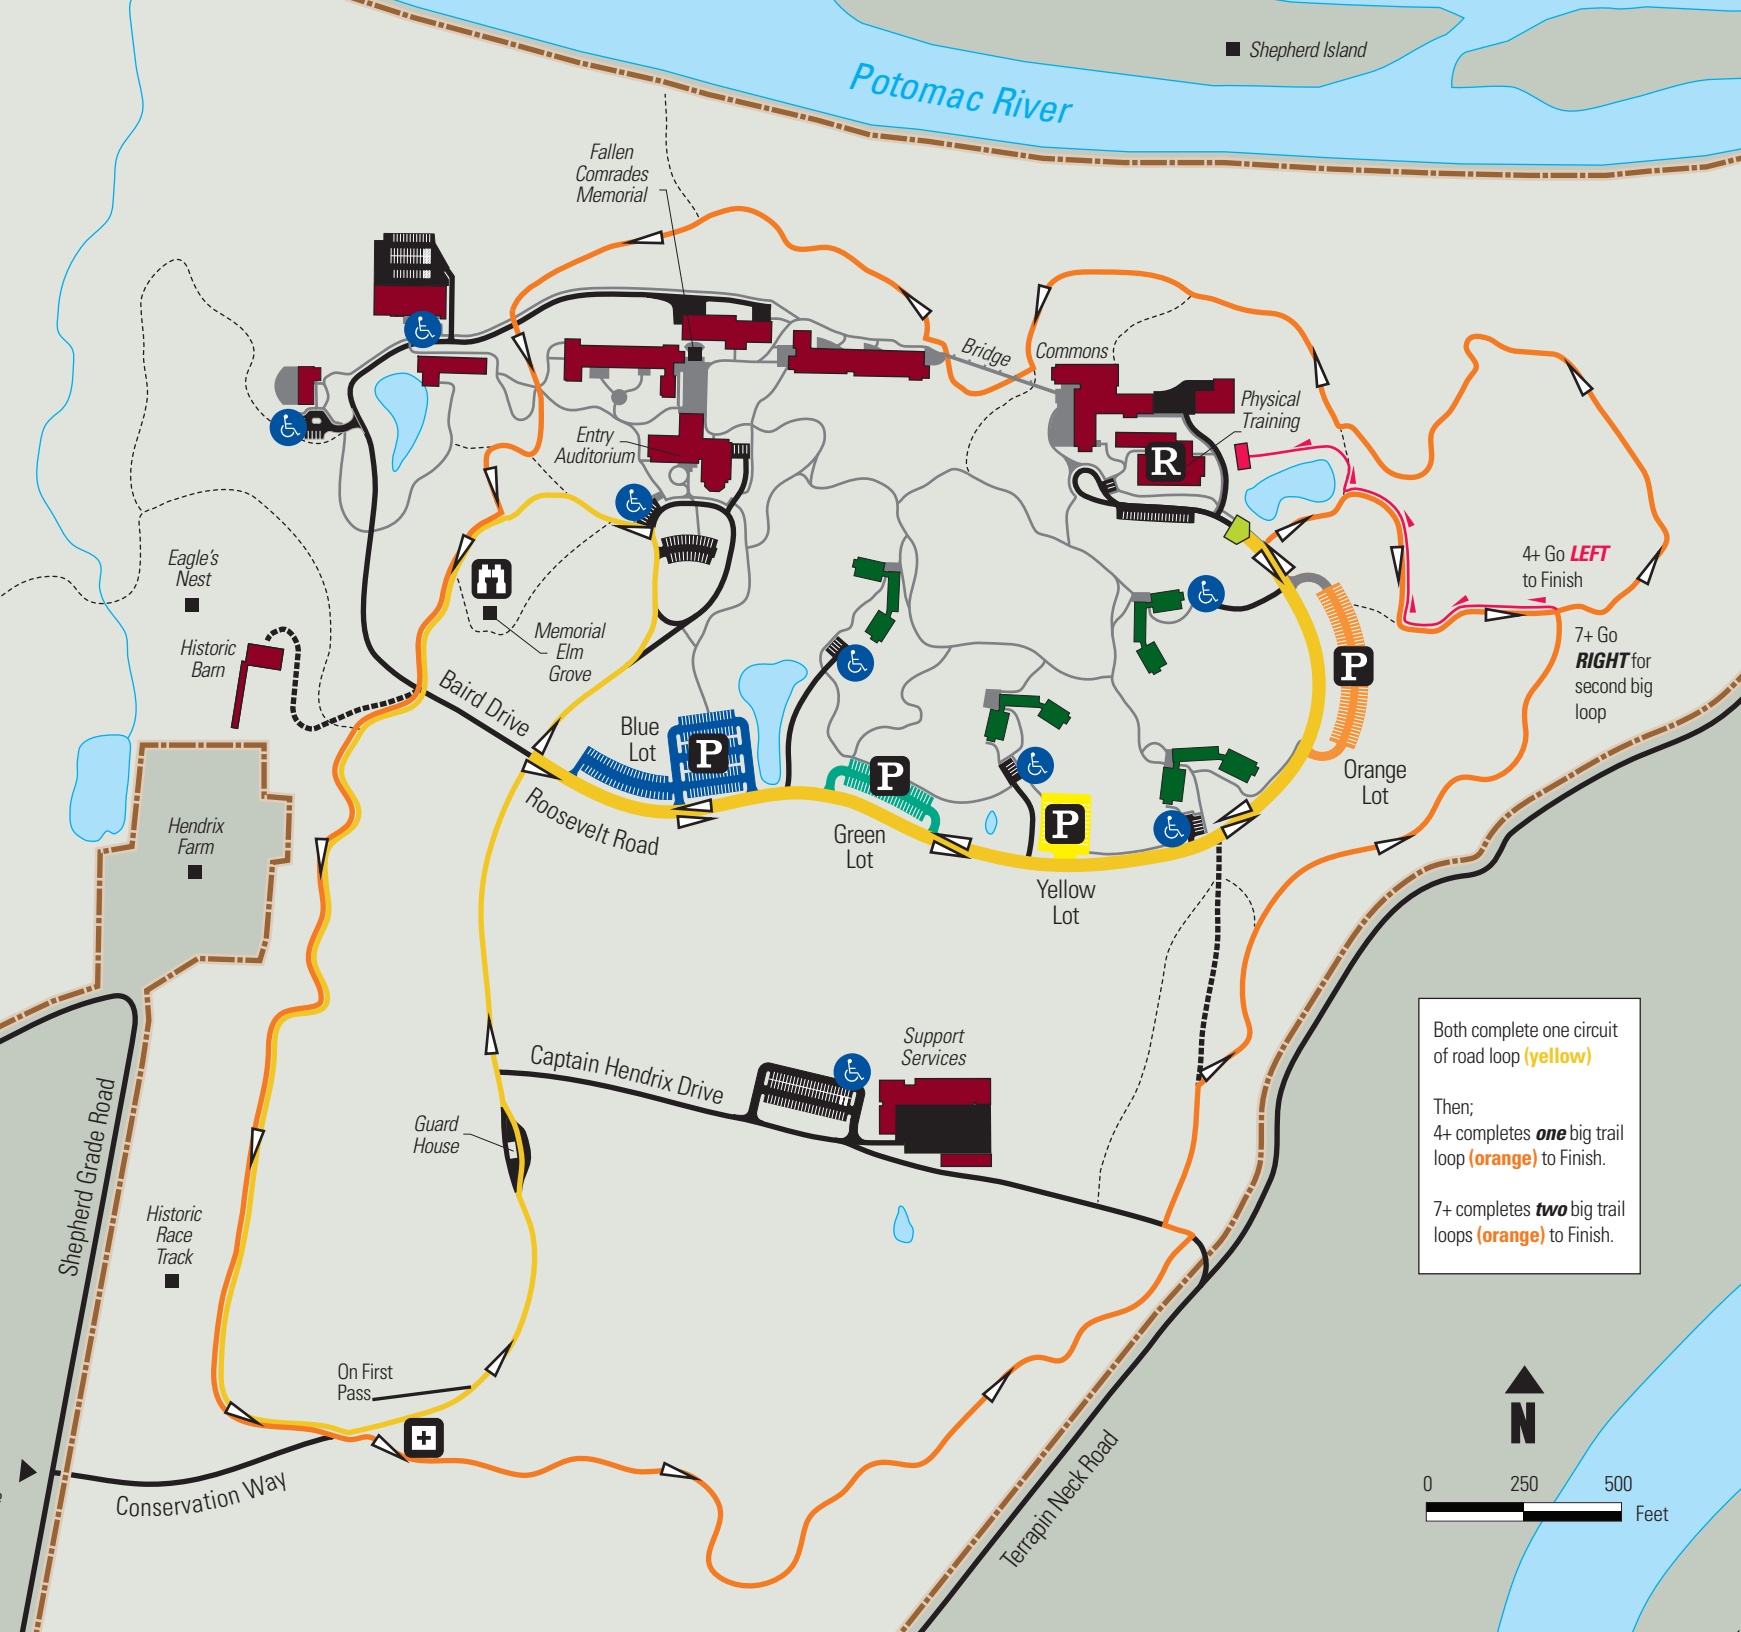 Shepherd Island
Potomac River
Fallen
Comrades
Memorial
Bridge
Commons
Physical
Training
R
Entry
Auditorium
Eagle's
Nest
Historic
Barn
Memorial
Elm
Grove
4+ Go LEFT
to Finish
7+ Go
RIGHT for
second big
loop
Baird Drive
Blue
Lot
P
P
P
P
Orange
Lot
Roosevelt Road
Green
Lot
Yellow
Lot
Hendrix
Farm
Support
Services
Captain Hendrix Drive
Guard
House
Shepherd Grade Road
Historic
Race
Track
Both complete one circuit
of road loop (yellow)
Then;
4+ completes one big trail
loop (orange) to Finish.
7+ completes two big trail
loops (orange) to Finish.
On First
Pass
Conservation Way
Terrapin Neck Road
N
0 250 500
Feet